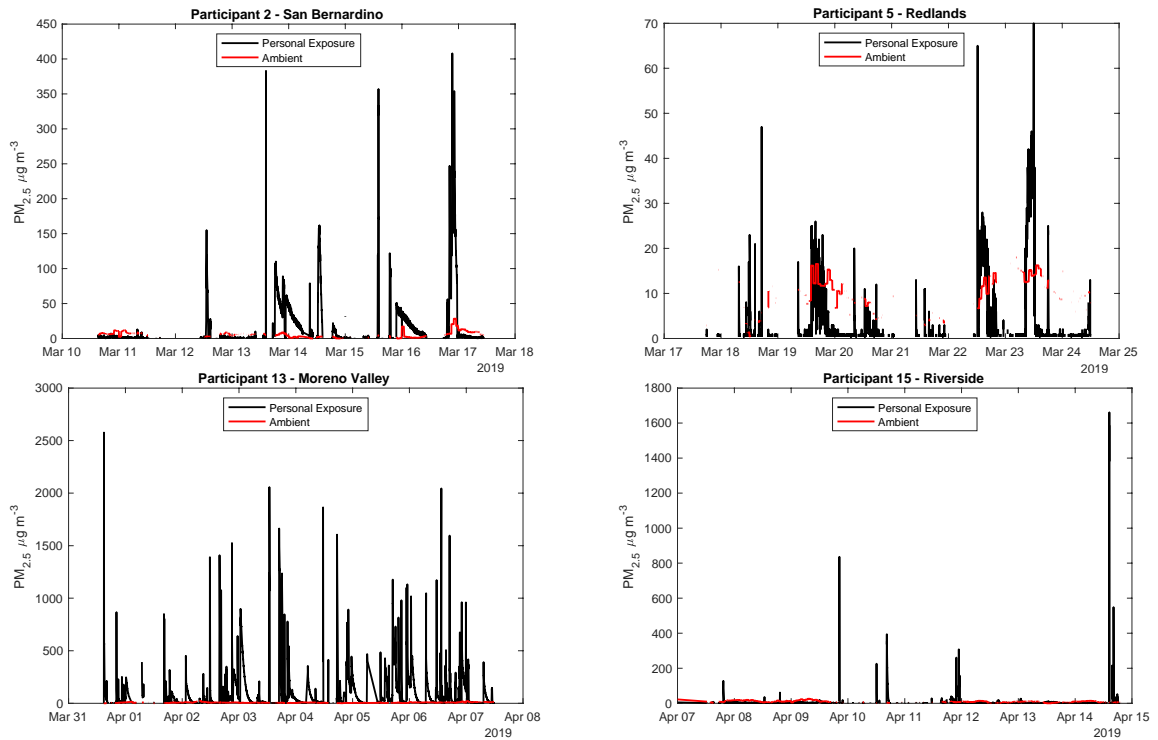 Participant 2 - San Bernardino
450
400
350
300
250
200
150
100
50
0
PM2.5 μg m-3
Personal Exposure
Ambient
Mar 10
Mar 11
Mar 12
Mar 13
Mar 14
Mar 15
Mar 16
Mar 17
Mar 18
2019
Participant 5 - Redlands
70
60
50
40
30
20
10
0
PM2.5 μg m-3
Personal Exposure
Ambient
Mar 17
Mar 18
Mar 19
Mar 20
Mar 21
Mar 22
Mar 23
Mar 24
Mar 25
2019
Participant 13 - Moreno Valley
3000
2500
2000
1500
1000
500
0
PM2.5 μg m-3
Personal Exposure
Ambient
Mar 31
Apr 01
Apr 02
Apr 03
Apr 04
Apr 05
Apr 06
Apr 07
Apr 08
2019
Participant 15 - Riverside
1800
1600
1400
1200
1000
800
600
400
200
0
PM2.5 μg m-3
Personal Exposure
Ambient
Apr 07
Apr 08
Apr 09
Apr 10
Apr 11
Apr 12
Apr 13
Apr 14
Apr 15
2019